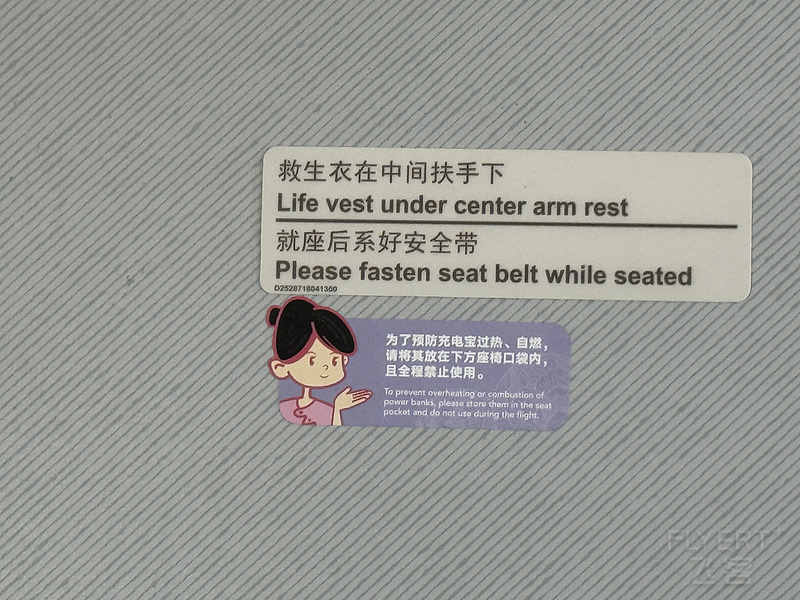 救生衣在中间扶手下
Life vest under center arm rest
就座后系好安全带
Please fasten seat belt while seated
D2528718041300
为了预防充电宝过热、自燃，
请将其放在下方座椅口袋内，
且全程禁止使用。
To prevent overheating or combustion of
power banks, please store them in the seat
pocket and do not use during the flight.
FLYERT
飞客